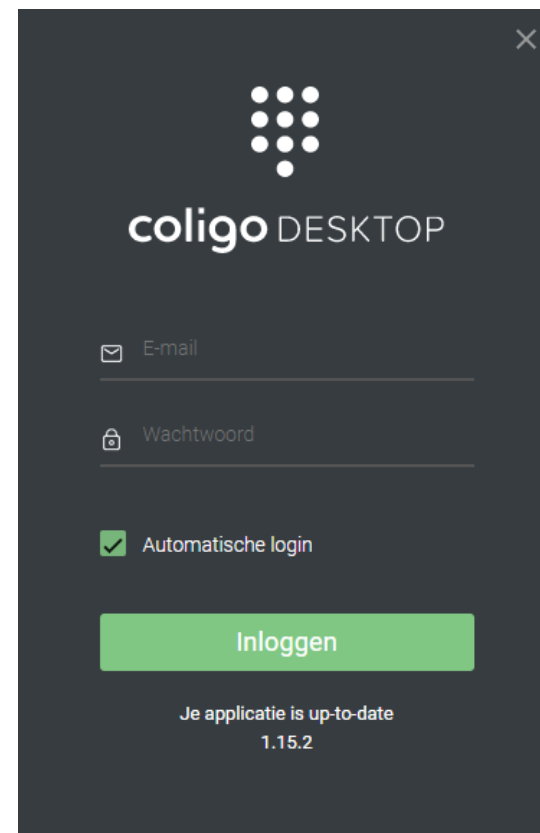 coligo DESKTOP
E-mail
Wachtwoord
Automatische login
Inloggen
Je applicatie is up-to-date
1.15.2